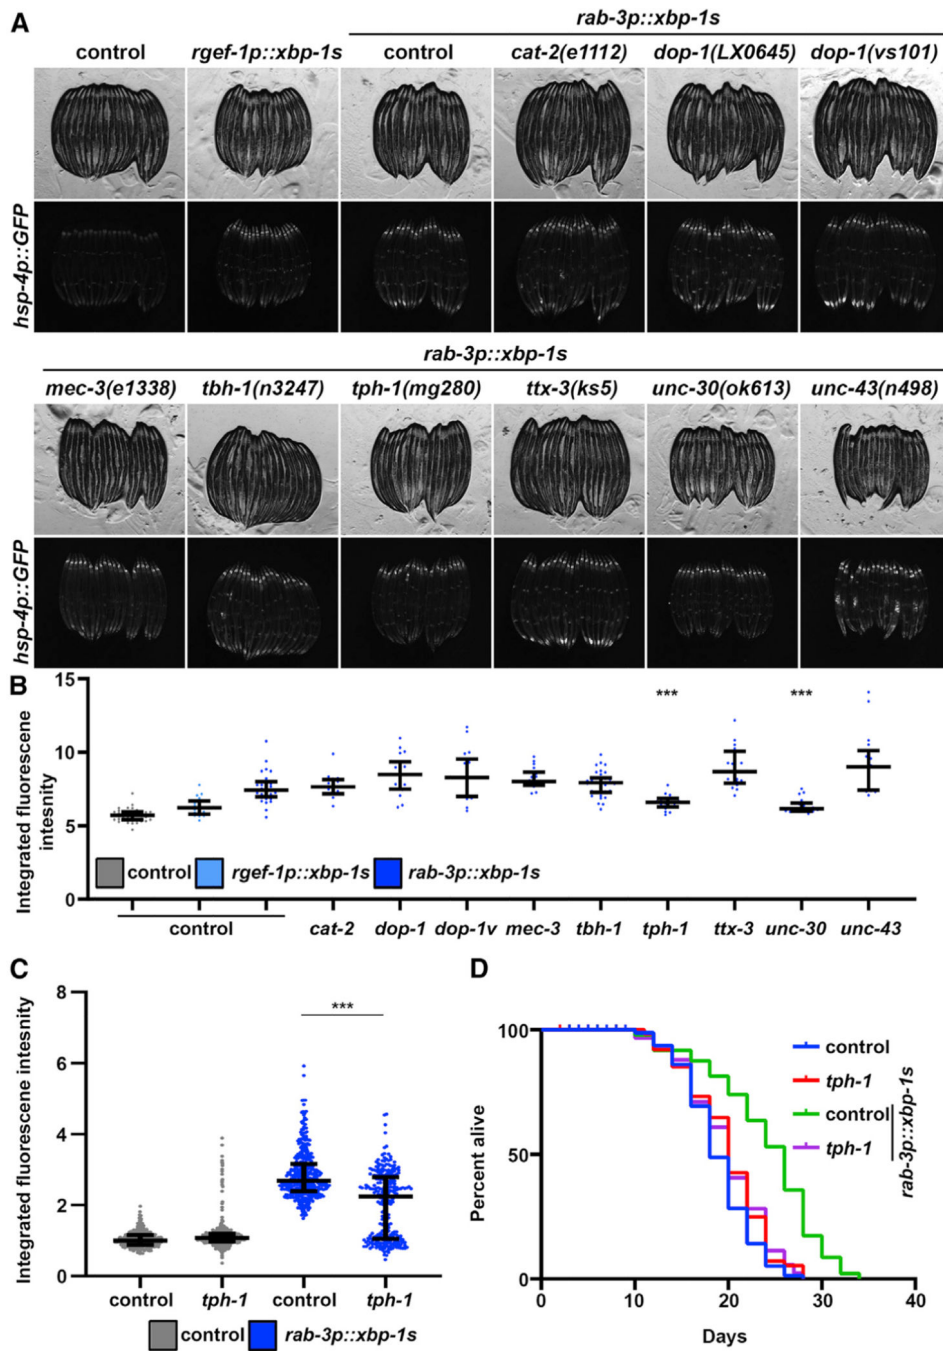 A
rab-3p::xbp-1s
control rgef-1p::xbp-1s control cat-2(e1112) dop-1(LX0645) dop-1(vs101)
hsp-4p::GFP
rab-3p::xbp-1s
mec-3(e1338) tbh-1(n3247) tph-1(mg280) ttx-3(ks5) unc-30(ok613) unc-43(n498)
hsp-4p::GFP
B
Integrated fluorescene
intesnity
15
10
5
0
*** ***
control rgef-1p::xbp-1s rab-3p::xbp-1s
control cat-2 dop-1 dop-1v mec-3 tbh-1 tph-1 ttx-3 unc-30 unc-43
C
Integrated fluorescene intesnity
8
6
4
2
0
***
control tph-1 control tph-1
control rab-3p::xbp-1s
D
Percent alive
100
50
0
control
tph-1
control
tph-1
rab-3p::xbp-1s
0 10 20 30 40
Days